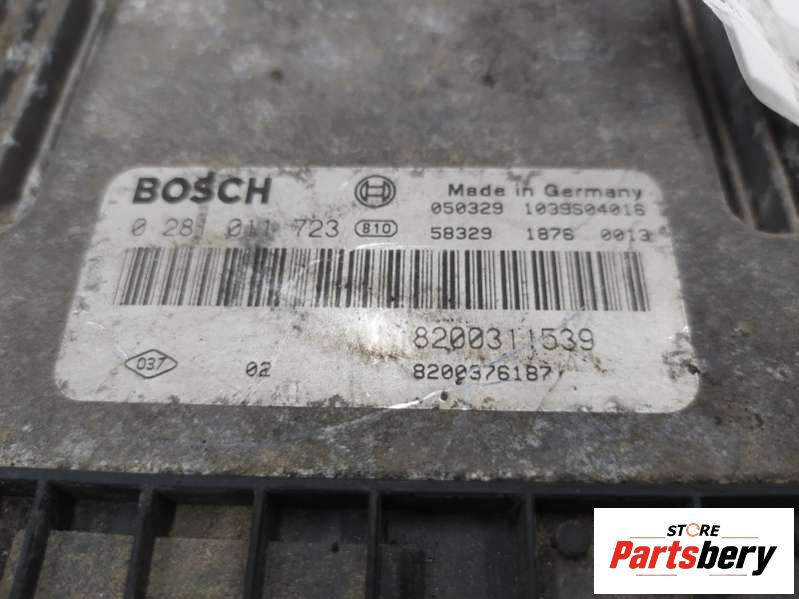 BOSCH Made in Germany
050329 1039S04016
0 281 011 723 810 58329 1876 0013
8200311539
037 02 8200376187
STORE
Partsbery